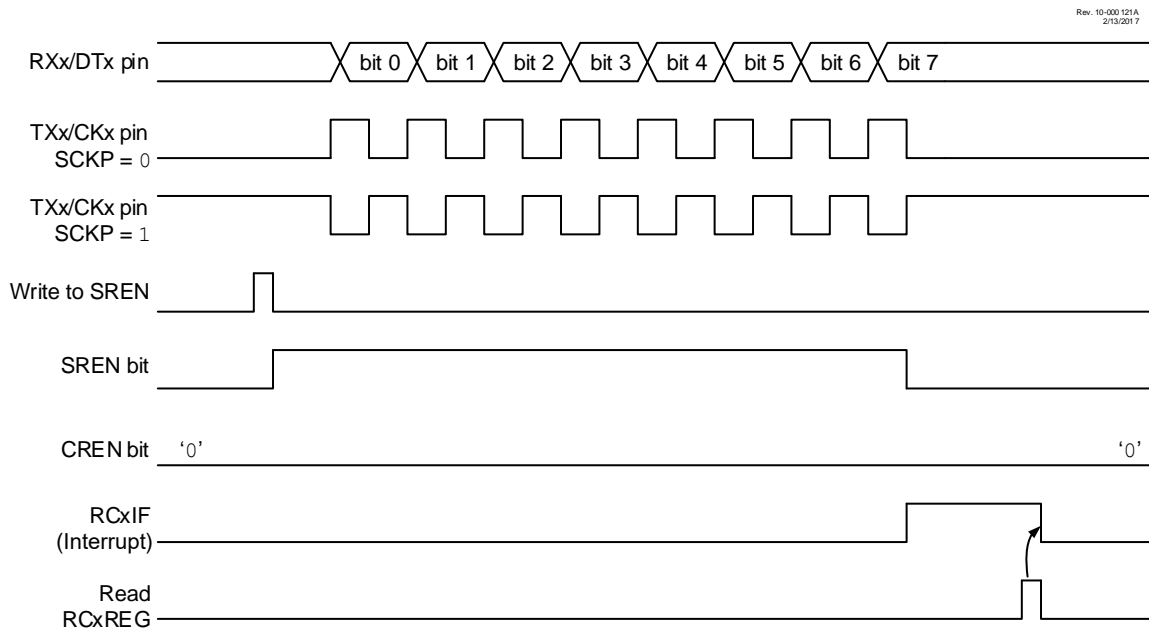 Rev. 10-000 121A
2/13/2017
RXx/DTx pin
bit 0 bit 1 bit 2 bit 3 bit 4 bit 5 bit 6 bit 7
TXx/CKx pin
SCKP = 0
TXx/CKx pin
SCKP = 1
Write to SREN
SREN bit
CREN bit ‘0’ ‘0’
RCxIF
(Interrupt)
Read
RCxREG